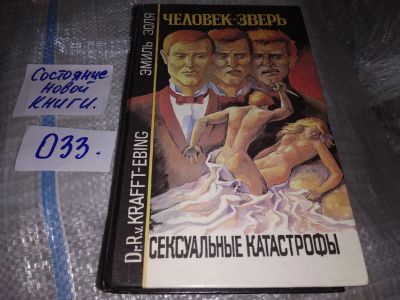 Состояние
новой
книги.
033.
ЭМИЛЬ ЗОЛЯ
ЧЕЛОВЕК-ЗВЕРЬ
Dr.R.v.KRAFFT-EBING
СЕКСУАЛЬНЫЕ КАТАСТРОФЫ